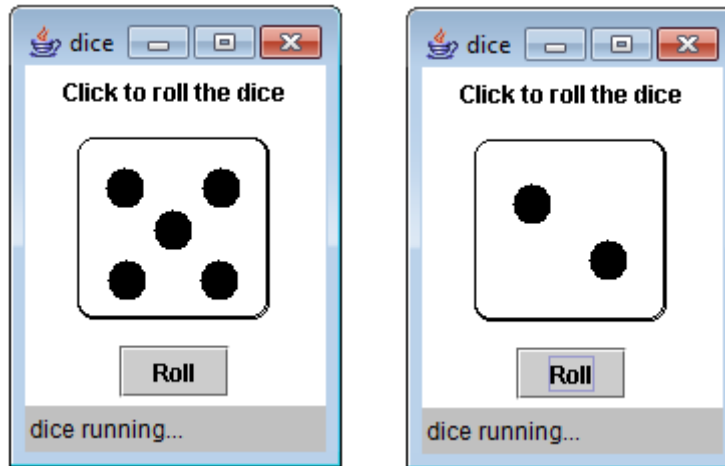 dice
Click to roll the dice
Roll
dice running...
dice
Click to roll the dice
Roll
dice running...